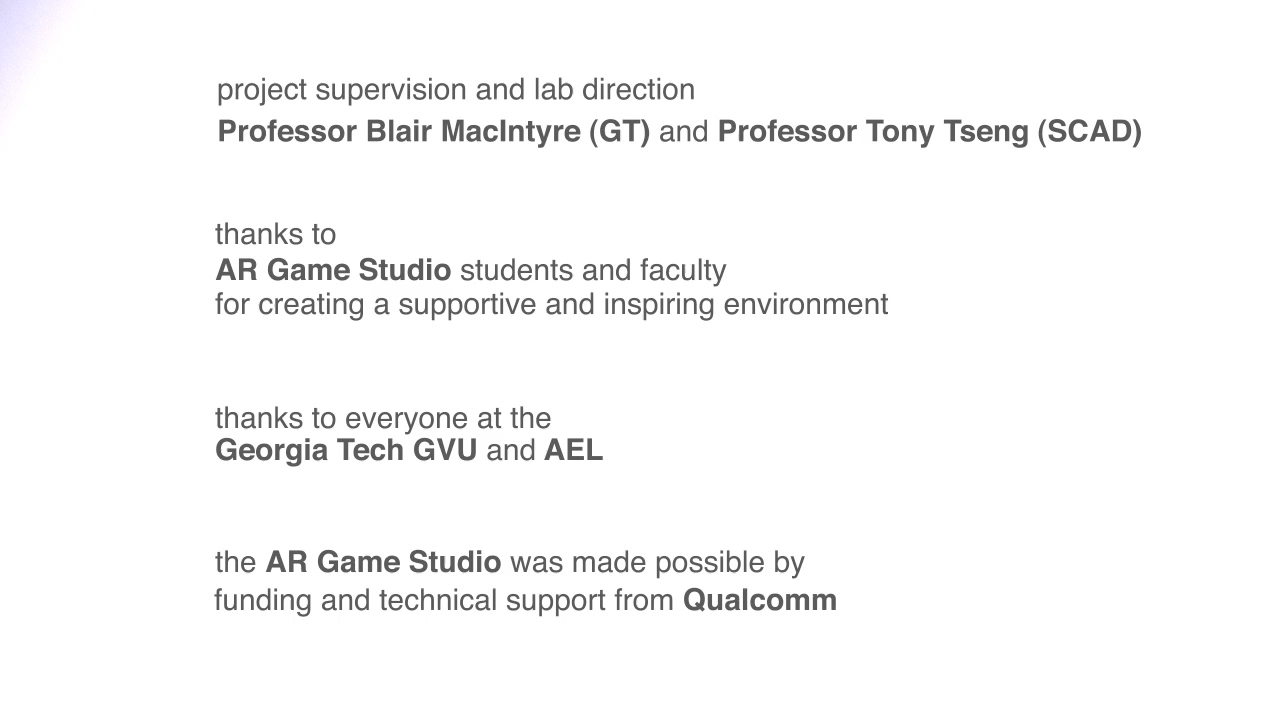 project supervision and lab direction
Professor Blair MacIntyre (GT) and Professor Tony Tseng (SCAD)
thanks to
AR Game Studio students and faculty
for creating a supportive and inspiring environment
thanks to everyone at the
Georgia Tech GVU and AEL
the AR Game Studio was made possible by
funding and technical support from Qualcomm